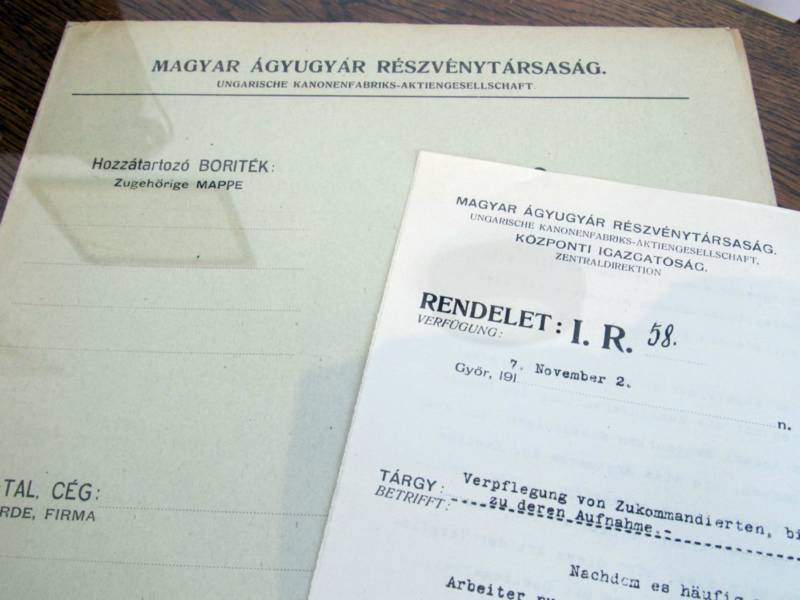 MAGYAR ÁGYUGYÁR RÉSZVÉNYTÁRSASÁG.
UNGARISCHE KANONENFABRIKS-AKTIENGESELLSCHAFT.
Hozzátartozó BORITÉK:
Zugehörige MAPPE
TAL, CÉG:
RDE, FIRMA
MAGYAR ÁGYUGYÁR RÉSZVÉNYTÁRSASÁG.
UNGARISCHE KANONENFABRIKS-AKTIENGESELLSCHAFT.
KÖZPONTI IGAZGATÓSÁG.
ZENTRALDIREKTION
RENDELET: I. R. 58.
VERFÜGUNG:
Győr, 191 7. November 2. n.
TÁRGY: Verpflegung von Zukommandierten, bi
BETRIFFT: zu deren Aufnahme.-
Nachdem es häufig
Arbeiter